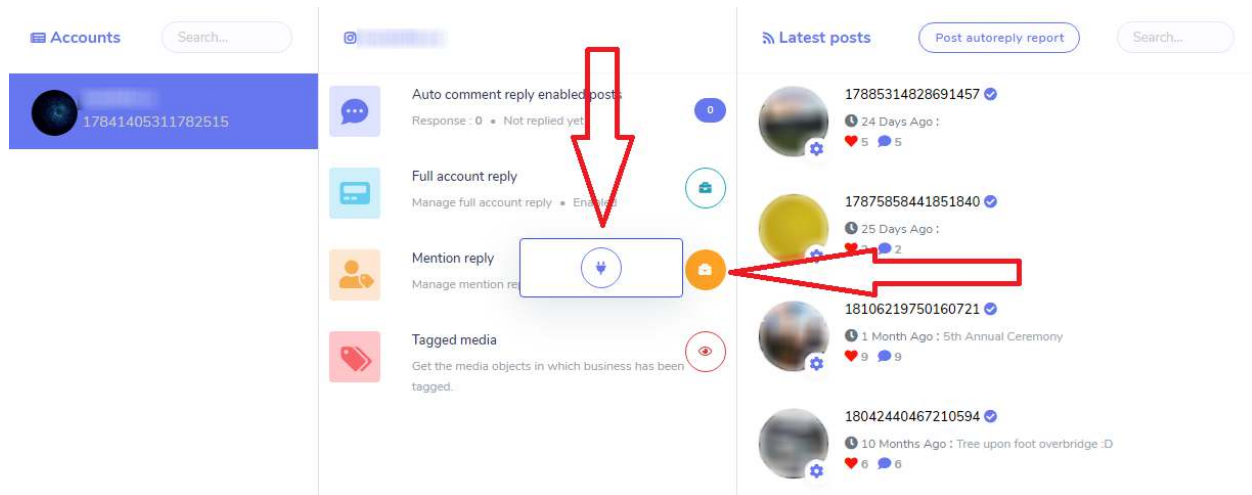 Accounts
Search...
17841405311782515
Auto comment reply enabled posts
Response : 0 • Not replied yet
0
Full account reply
Manage full account reply • Enabled
Mention reply
Manage mention
Tagged media
Get the media objects in which business has been
tagged.
Latest posts
Post autoreply report
Search...
17885314828691457
24 Days Ago :
5 5
17875858441851840
25 Days Ago :
2
18106219750160721
1 Month Ago : 5th Annual Ceremony
9 9
18042440467210594
10 Months Ago : Tree upon foot overbridge :D
6 6